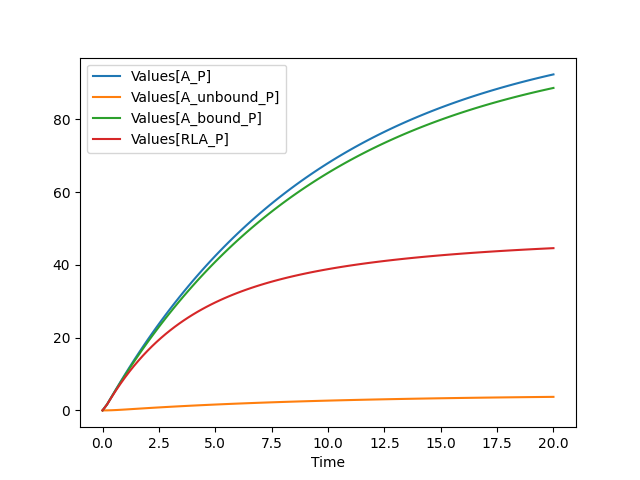 Values[A_P]
Values[A_unbound_P]
Values[A_bound_P]
Values[RLA_P]
80
60
40
20
0
0.0 2.5 5.0 7.5 10.0 12.5 15.0 17.5 20.0
Time